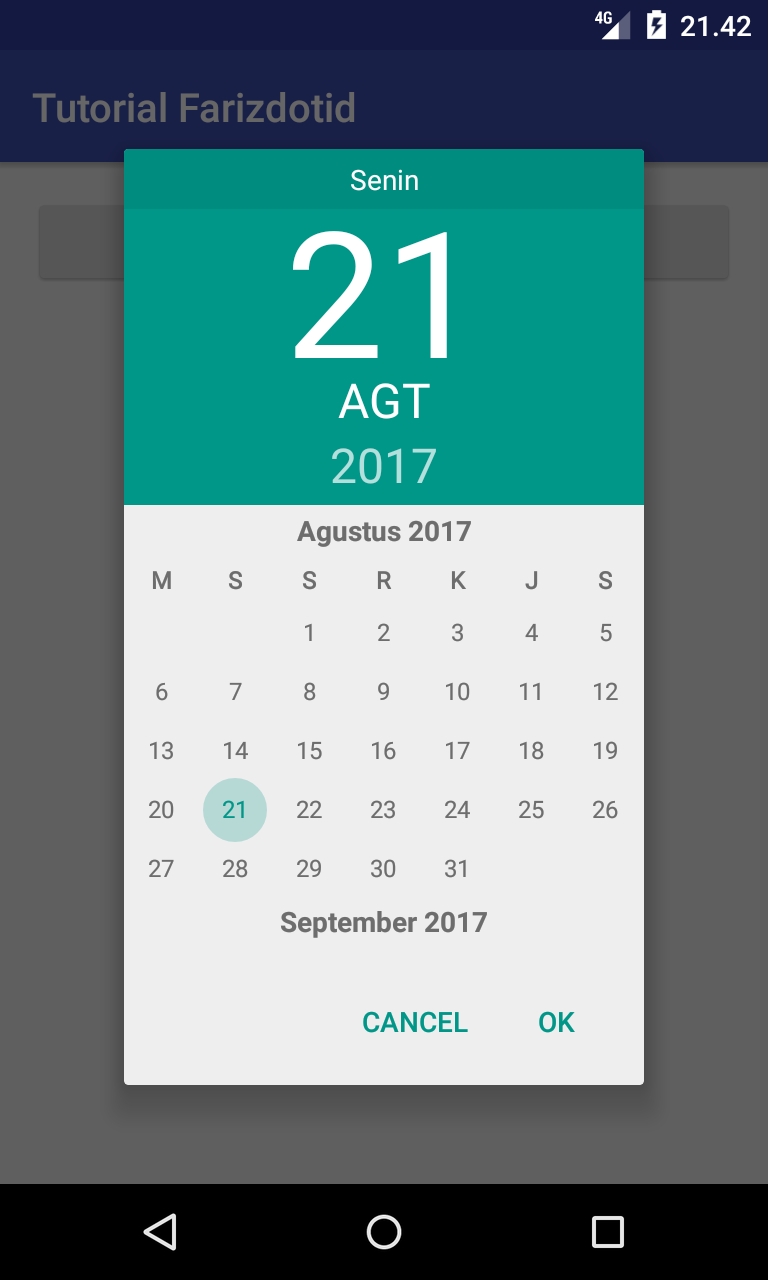 4G 21.42
Tutorial Farizdotid
Senin
21
AGT
2017
Agustus 2017
M S S R K J S
1 2 3 4 5
6 7 8 9 10 11 12
13 14 15 16 17 18 19
20 21 22 23 24 25 26
27 28 29 30 31
September 2017
CANCEL OK